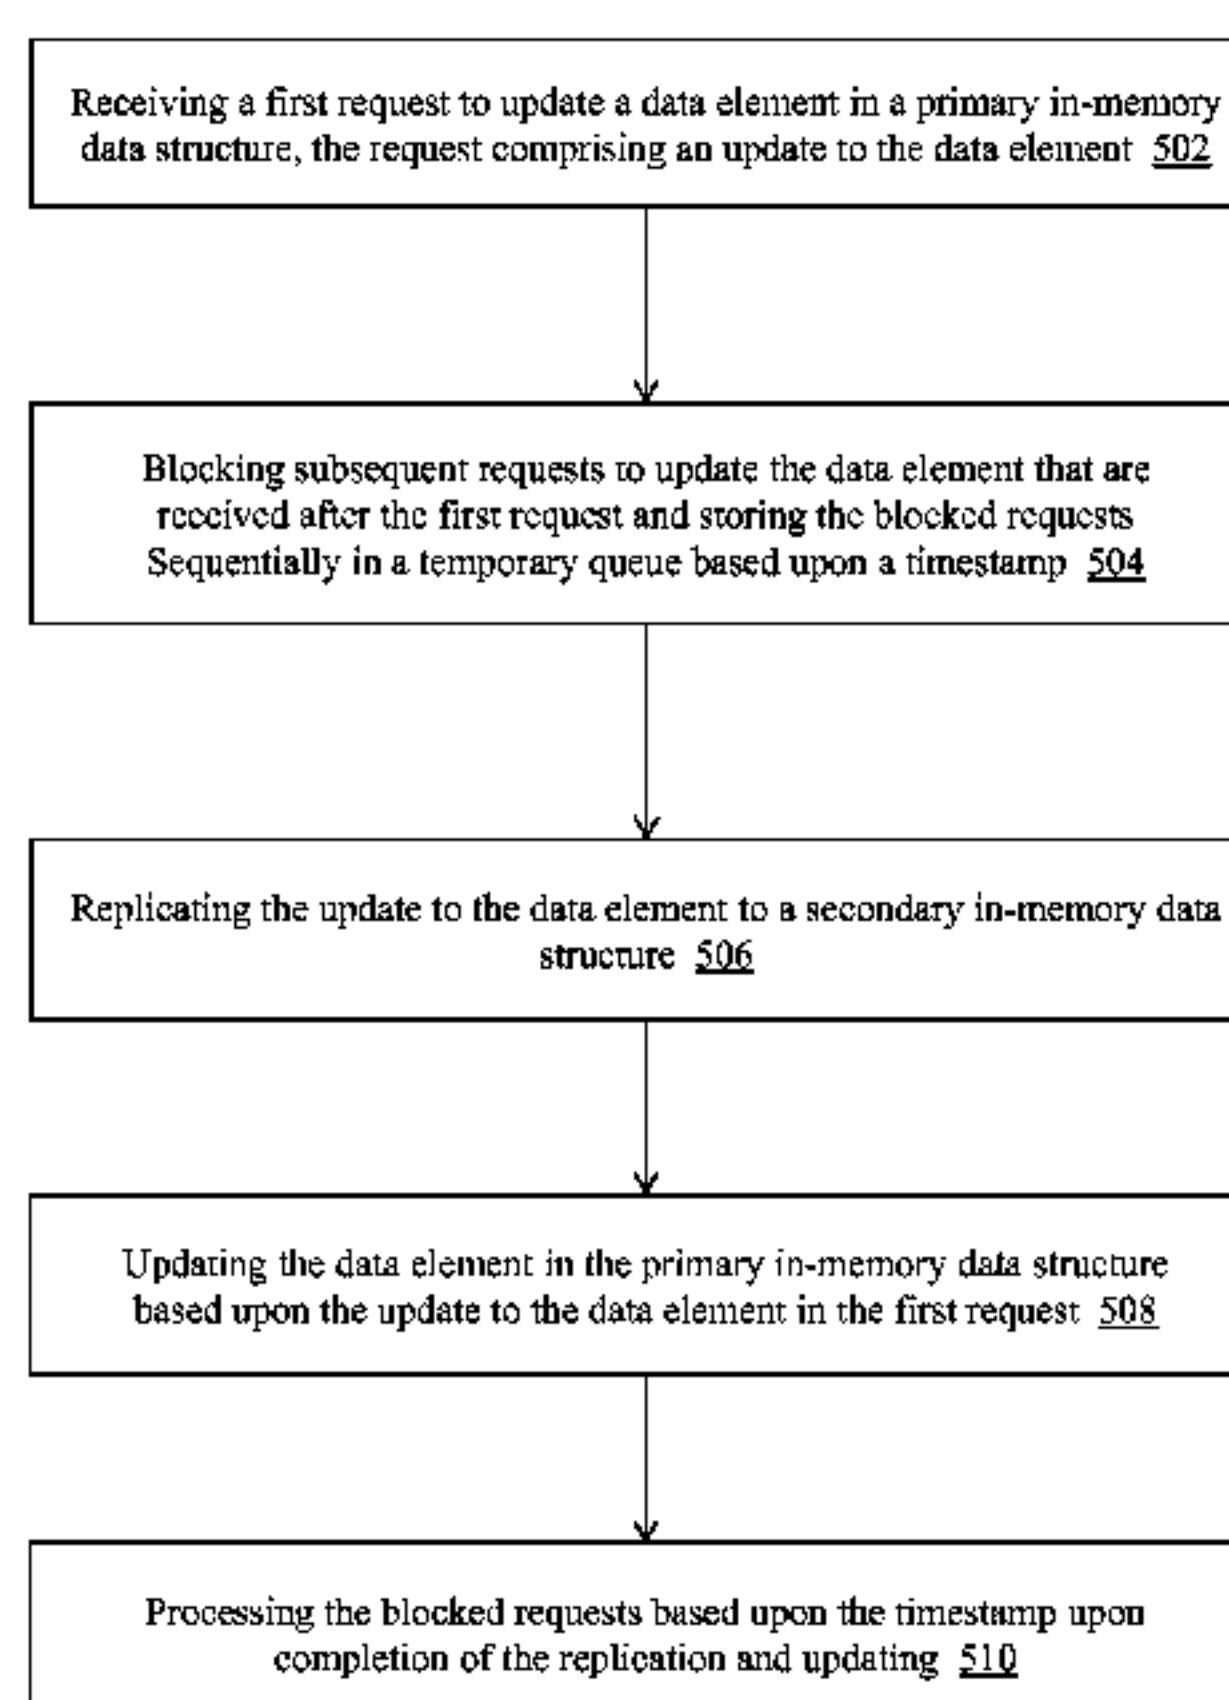 Receiving a first request to update a data element in a primary in-memory
data structure, the request comprising an update to the data element 502
Blocking subsequent requests to update the data element that are
received after the first request and storing the blocked requests
Sequentially in a temporary queue based upon a timestamp 504
Replicating the update to the data element to a secondary in-memory data
structure 506
Updating the data element in the primary in-memory data structure
based upon the update to the data element in the first request 508
Processing the blocked requests based upon the timestamp upon
completion of the replication and updating 510